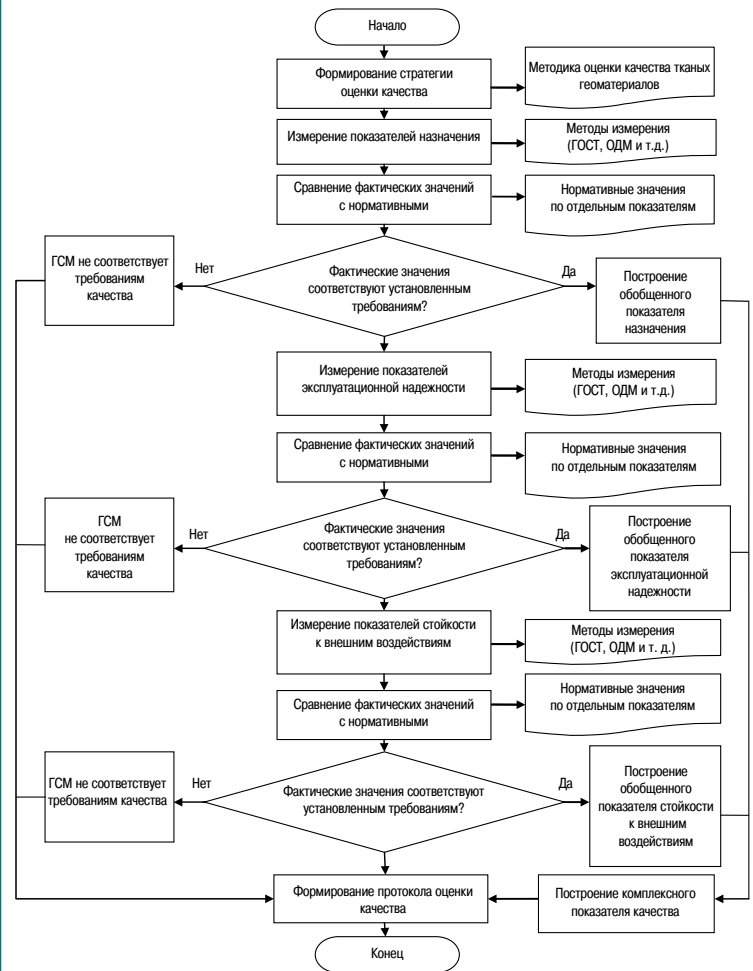 Начало
Формирование стратегии
оценки качества
Методика оценки качества тканых
геоматериалов
Измерение показателей назначения
Методы измерения
(ГОСТ, ОДМ и т.д.)
Сравнение фактических значений
с нормативными
Нормативные значения
по отдельным показателям
ГСМ не соответствует
требованиям
качества
Нет
Фактические значения
соответствуют установленным
требованиям?
Да
Построение
обобщенного
показателя
назначения
Измерение показателей
эксплуатационной надежности
Методы измерения
(ГОСТ, ОДМ и т.д.)
Сравнение фактических значений
с нормативными
Нормативные значения
по отдельным показателям
ГСМ
не соответствует
требованиям
качества
Нет
Фактические значения
соответствуют установленным
требованиям?
Да
Построение
обобщенного
показателя
эксплуатационной
надежности
Измерение показателей стойкости
к внешним воздействиям
Методы измерения
(ГОСТ, ОДМ и т. д.)
Сравнение фактических значений
с нормативными
Нормативные значения
по отдельным показателям
ГСМ не соответствует
требованиям качества
Нет
Фактические значения соответствуют
установленным требованиям?
Да
Построение
обобщенного
показателя стойкости
к внешним
воздействиям
Формирование протокола оценки
качества
Построение комплексного
показателя качества
Конец